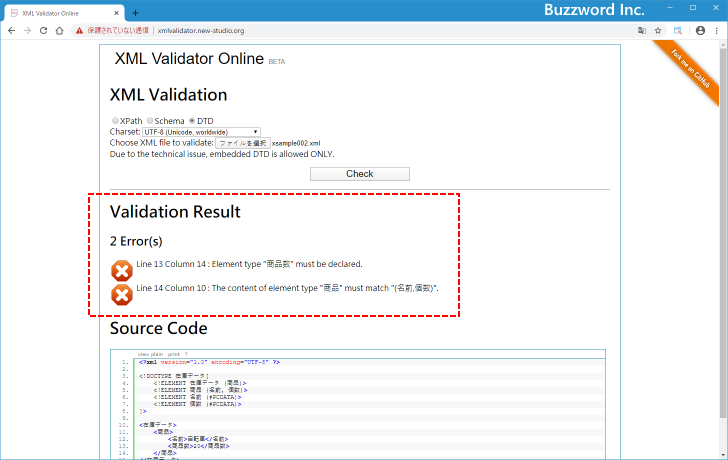 XML Validator Online
Buzzword Inc.
保護されていない通信 | xmlvalidator.new-studio.org
Fork me on GitHub
XML Validator Online BETA
XML Validation
XPath Schema DTD
Charset: UTF-8 (Unicode, worldwide)
Choose XML file to validate: ファイルを選択 xsample002.xml
Due to the technical issue, embedded DTD is allowed ONLY.
Check
Validation Result
2 Error(s)
Line 13 Column 14 : Element type "商品数" must be declared.
Line 14 Column 10 : The content of element type "商品" must match "(名前,個数)".
Source Code
view plain print ?
1. <?xml version="1.0" encoding="UTF-8" ?>
2.
3. <!DOCTYPE 在庫データ[
4. <!ELEMENT 在庫データ (商品)>
5. <!ELEMENT 商品 (名前, 個数)>
6. <!ELEMENT 名前 (#PCDATA)>
7. <!ELEMENT 個数 (#PCDATA)>
8. ]>
9.
10. <在庫データ>
11. <商品>
12. <名前>自転車</名前>
13. <商品数>20</商品数>
14. </商品>
</在庫データ>